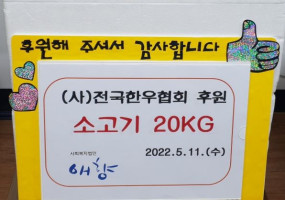 후원해 주셔서 감사합니다
(사)전국한우협회 후원
소고기 20KG
사회복지법인
애향
2022.5.11.(수)